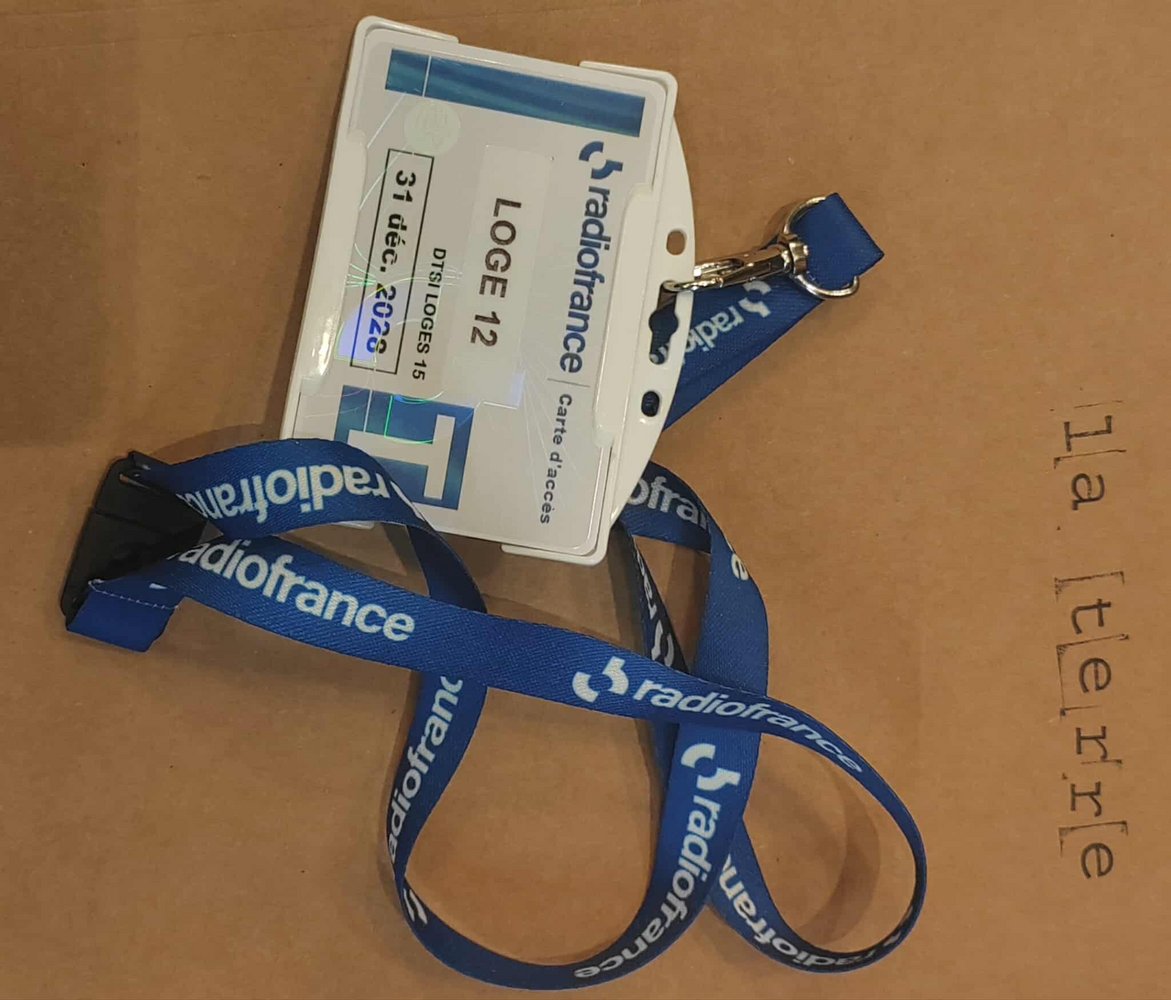 radiofrance | Carte d'accès
LOGE 12
DTSI LOGES 15
31 déc. 2028
T
radiofrance
radiofrance
radiofrance
radiofrance
radiofrance
la terre